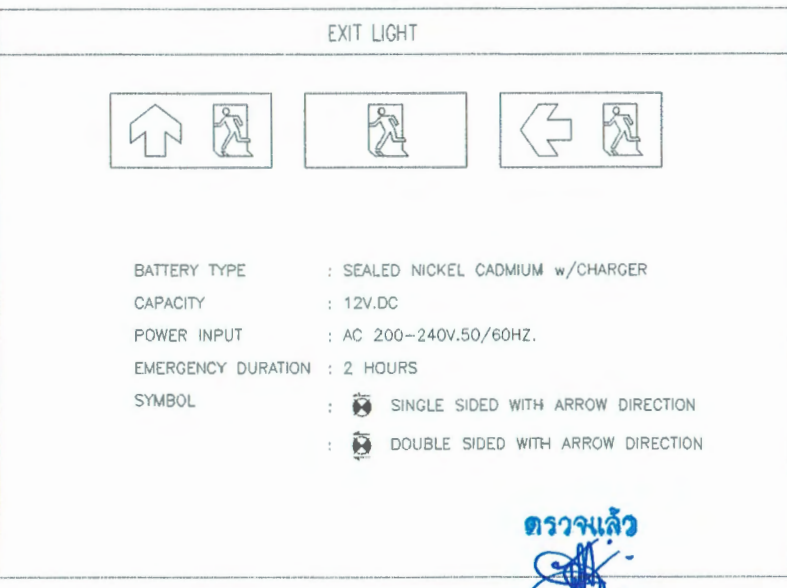 EXIT LIGHT
BATTERY TYPE : SEALED NICKEL CADMIUM w/CHARGER
CAPACITY : 12V.DC
POWER INPUT : AC 200-240V.50/60HZ.
EMERGENCY DURATION : 2 HOURS
SYMBOL : SINGLE SIDED WITH ARROW DIRECTION
: DOUBLE SIDED WITH ARROW DIRECTION
ตรวจแล้ว